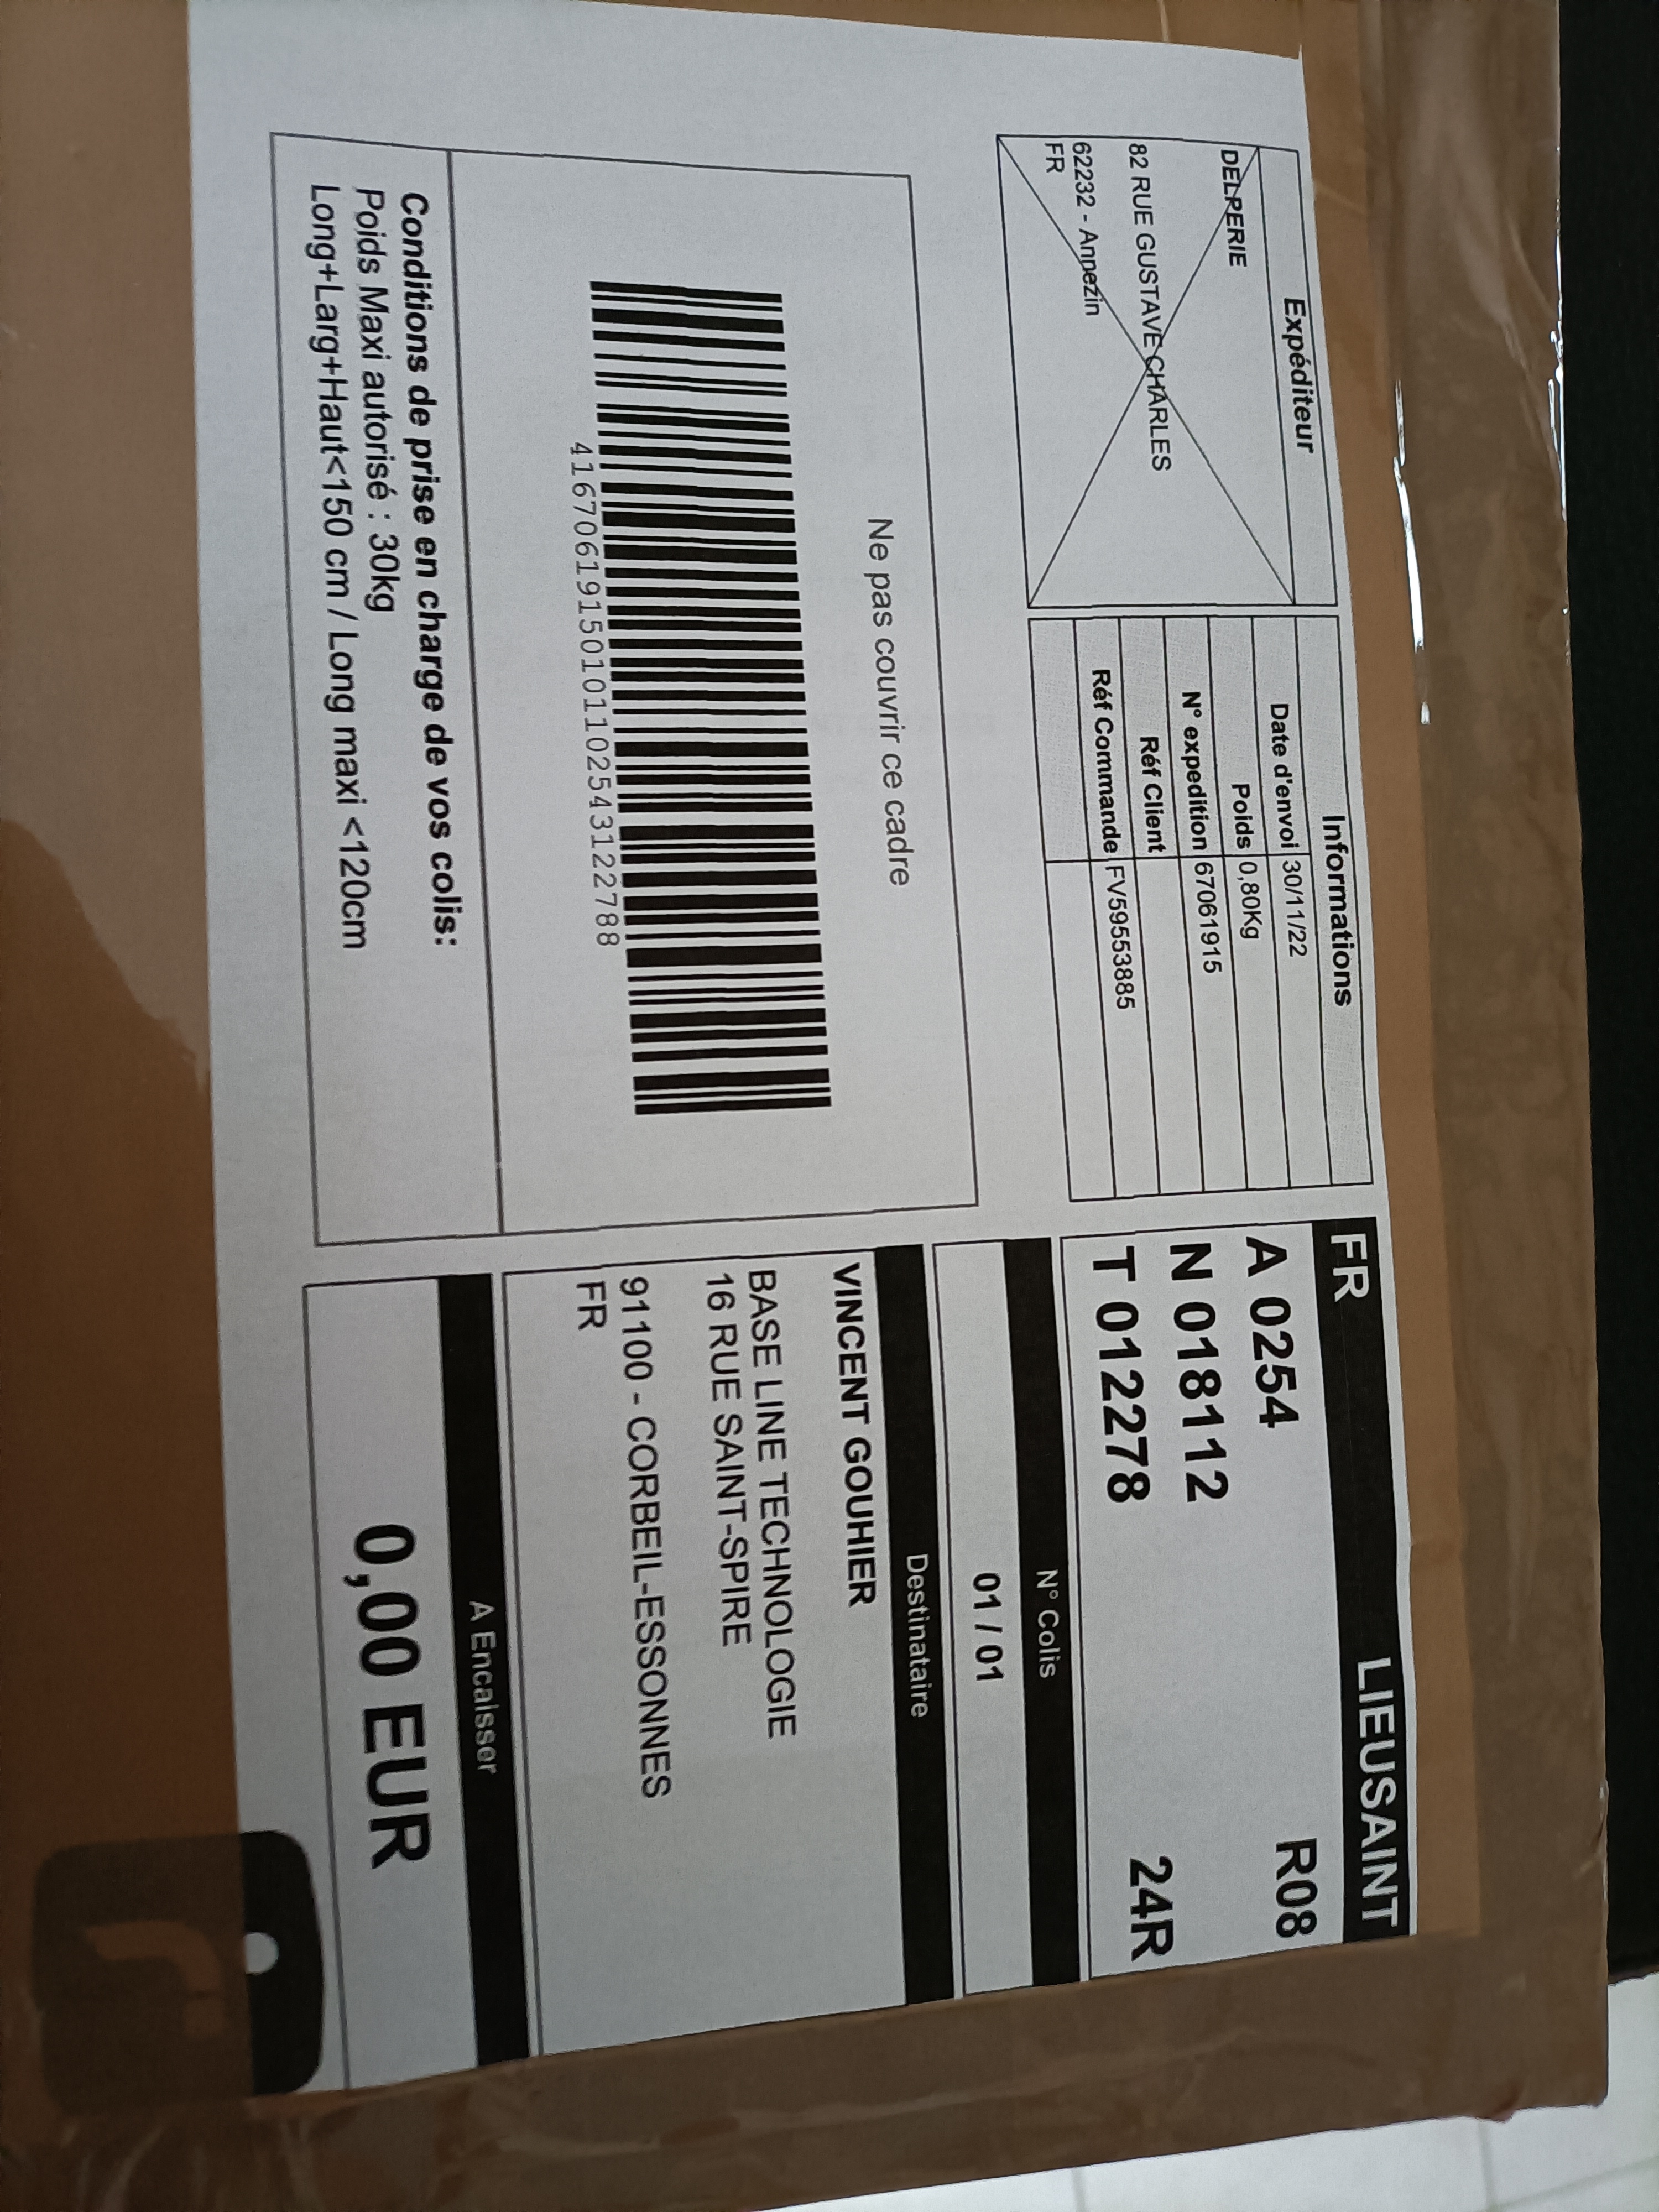 Expéditeur
DELPERIE
82 RUE GUSTAVE CHARLES
62232 - Annezin
FR
Informations
Date d'envoi 30/11/22
Poids 0,80Kg
N° expedition 67061915
Réf Client
Réf Commande FV59553885
FR LIEUSAINT
A 0254 R08
N 018112
T 012278 24R
N° Colis
01 / 01
Destinataire
VINCENT GOUHIER
BASE LINE TECHNOLOGIE
16 RUE SAINT-SPIRE
91100 - CORBEIL-ESSONNES
FR
A Encaisser
0,00 EUR
Ne pas couvrir ce cadre
41670619150101102543122788
Conditions de prise en charge de vos colis:
Poids Maxi autorisé : 30kg
Long+Larg+Haut<150 cm / Long maxi <120cm